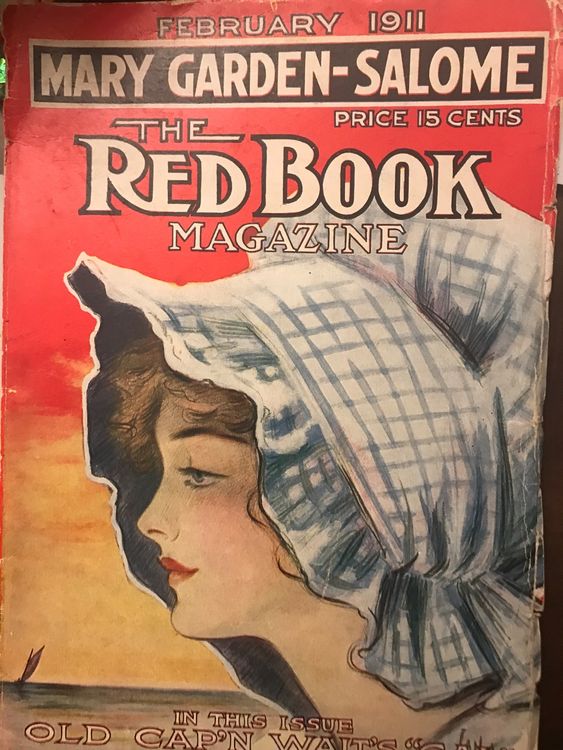 FEBRUARY 1911
MARY GARDEN-SALOME
PRICE 15 CENTS
THE
RED BOOK
MAGAZINE
IN THIS ISSUE
OLD CAP'N WAIT'S